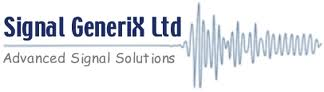 Signal GeneriX Ltd
Advanced Signal Solutions